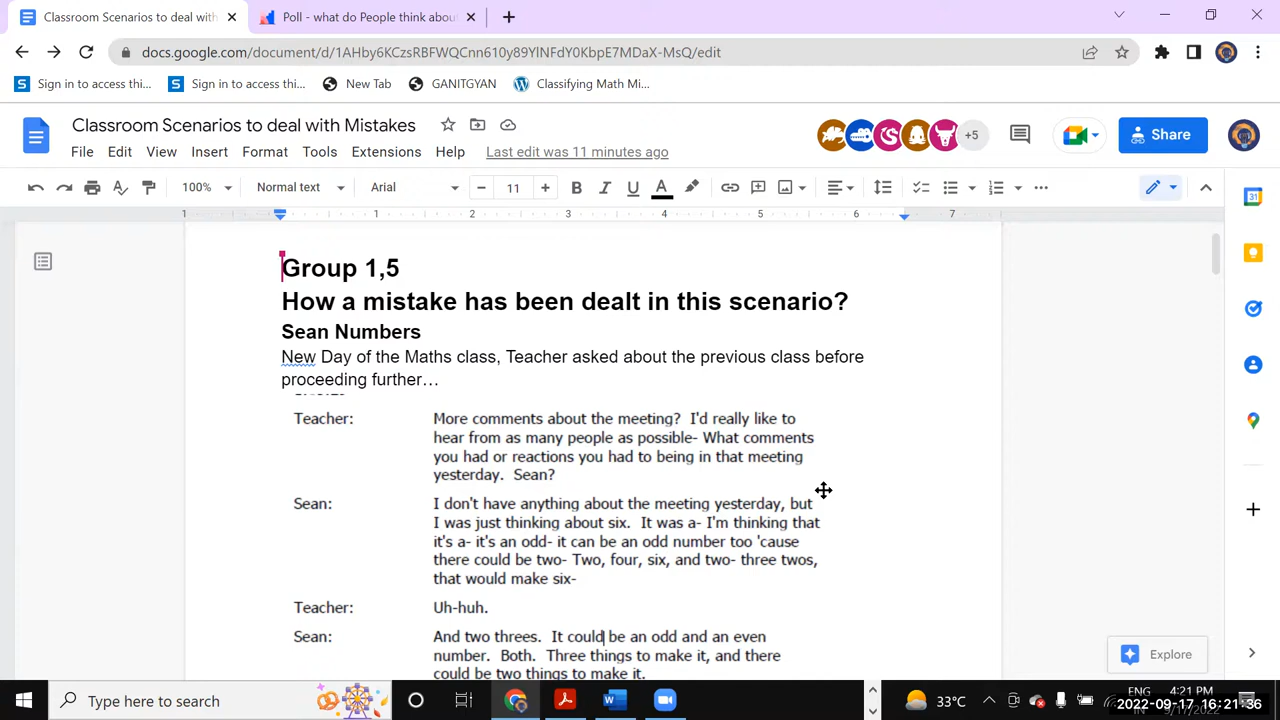 Classroom Scenarios to deal with
Poll - what do People think abou
docs.google.com/document/d/1AHby6KCzsRBFWQCnn610y89YlNFdY0KbpE7MDaX-MsQ/edit
Sign in to access thi...
Sign in to access thi...
New Tab
GANITGYAN
Classifying Math Mi...
Classroom Scenarios to deal with Mistakes
+5
Share
File Edit View Insert Format Tools Extensions Help Last edit was 11 minutes ago
100% Normal text Arial 11
1 1 2 3 4 5 6 7
Group 1,5
How a mistake has been dealt in this scenario?
Sean Numbers
New Day of the Maths class, Teacher asked about the previous class before
proceeding further…
Teacher: More comments about the meeting? I'd really like to
hear from as many people as possible- What comments
you had or reactions you had to being in that meeting
yesterday. Sean?
Sean: I don't have anything about the meeting yesterday, but
I was just thinking about six. It was a- I'm thinking that
it's a- it's an odd- it can be an odd number too 'cause
there could be two- Two, four, six, and two- three twos,
that would make six-
Teacher: Uh-huh.
Sean: And two threes. It could be an odd and an even
number. Both. Three things to make it, and there
could be two things to make it.
Explore
Type here to search
33°C
ENG
4:21 PM
2022-09-17 16:21:36